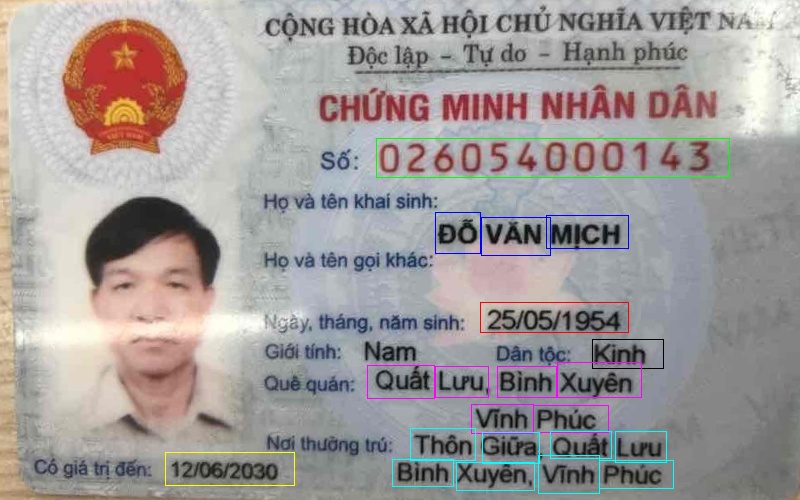 CỘNG HÒA XÃ HỘI CHỦ NGHĨA VIỆT NAM
Độc lập - Tự do - Hạnh phúc
CHỨNG MINH NHÂN DÂN
Số: 026054000143
Họ và tên khai sinh:
ĐỖ VĂN MỊCH
Họ và tên gọi khác:
Ngày, tháng, năm sinh: 25/05/1954
Giới tính: Nam Dân tộc: Kinh
Quê quán: Quất Lưu, Bình Xuyên
Vĩnh Phúc
Nơi thường trú: Thôn Giữa, Quất Lưu
Bình Xuyên, Vĩnh Phúc
Có giá trị đến: 12/06/2030